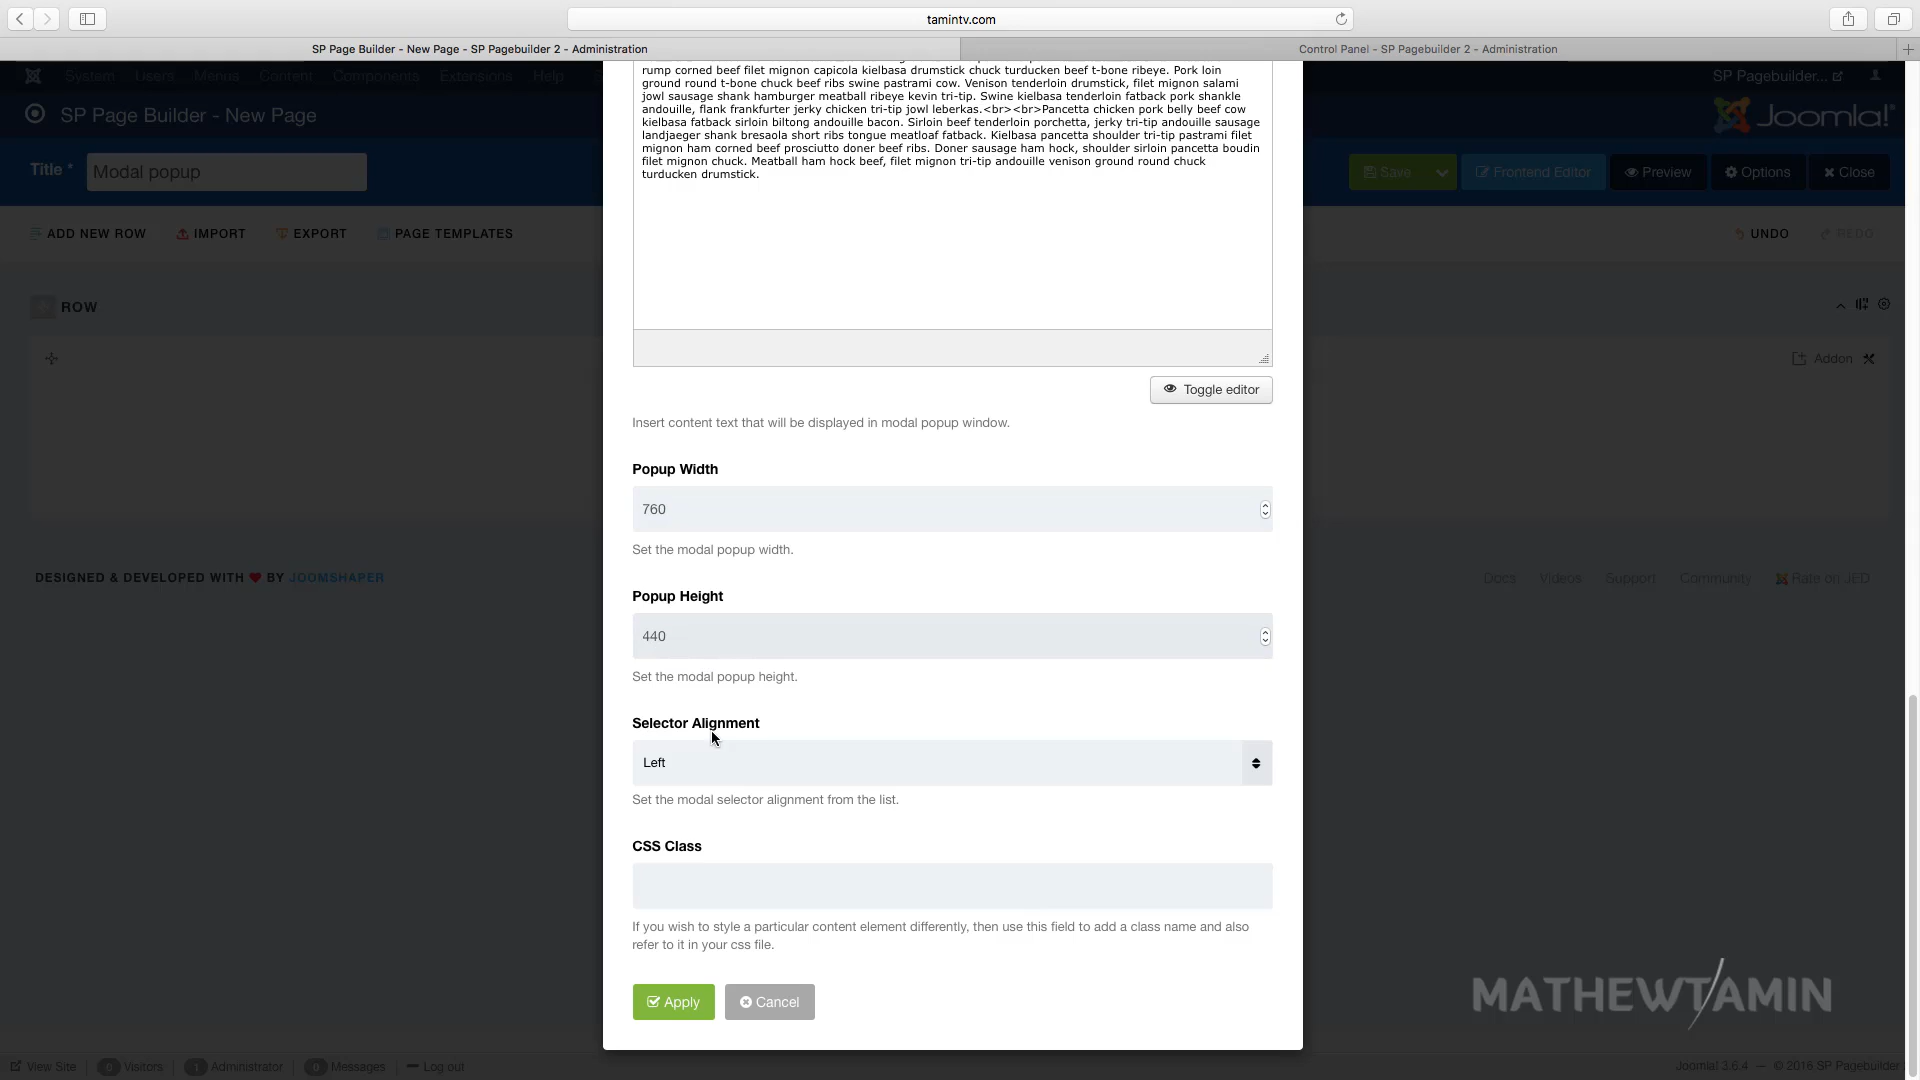 tamintv.com
SP Page Builder - New Page - SP Pagebuilder 2 - Administration
Control Panel - SP Pagebuilder 2 - Administration
System Users Menus Content Components Extensions Help
SP Pagebuilder...
SP Page Builder - New Page
Joomla!
Title * Modal popup
Save Frontend Editor Preview Options Close
ADD NEW ROW IMPORT EXPORT PAGE TEMPLATES
UNDO REDO
ROW
Addon
rump corned beef filet mignon capicola kielbasa drumstick chuck turducken beef t-bone ribeye. Pork loin
ground round t-bone chuck beef ribs swine pastrami cow. Venison tenderloin drumstick, filet mignon salami
jowl sausage shank hamburger meatball ribeye kevin tri-tip. Swine kielbasa tenderloin fatback pork shankle
andouille, flank frankfurter jerky chicken tri-tip jowl leberkas.<br><br>Pancetta chicken pork belly beef cow
kielbasa fatback sirloin biltong andouille bacon. Sirloin beef tenderloin porchetta, jerky tri-tip andouille sausage
landjaeger shank bresaola short ribs tongue meatloaf fatback. Kielbasa pancetta shoulder tri-tip pastrami filet
mignon ham corned beef prosciutto doner beef ribs. Doner sausage ham hock, shoulder sirloin pancetta boudin
filet mignon chuck. Meatball ham hock beef, filet mignon tri-tip andouille venison ground round chuck
turducken drumstick.
Toggle editor
Insert content text that will be displayed in modal popup window.
Popup Width
760
Set the modal popup width.
Popup Height
440
Set the modal popup height.
Selector Alignment
Left
Set the modal selector alignment from the list.
CSS Class
If you wish to style a particular content element differently, then use this field to add a class name and also
refer to it in your css file.
Apply Cancel
DESIGNED & DEVELOPED WITH BY JOOMSHAPER
Docs Videos Support Community Rate on JED
MATHEWTAMIN
View Site 0 Visitors 1 Administrator 0 Messages Log out
Joomla! 3.6.4 — © 2016 SP Pagebuilder